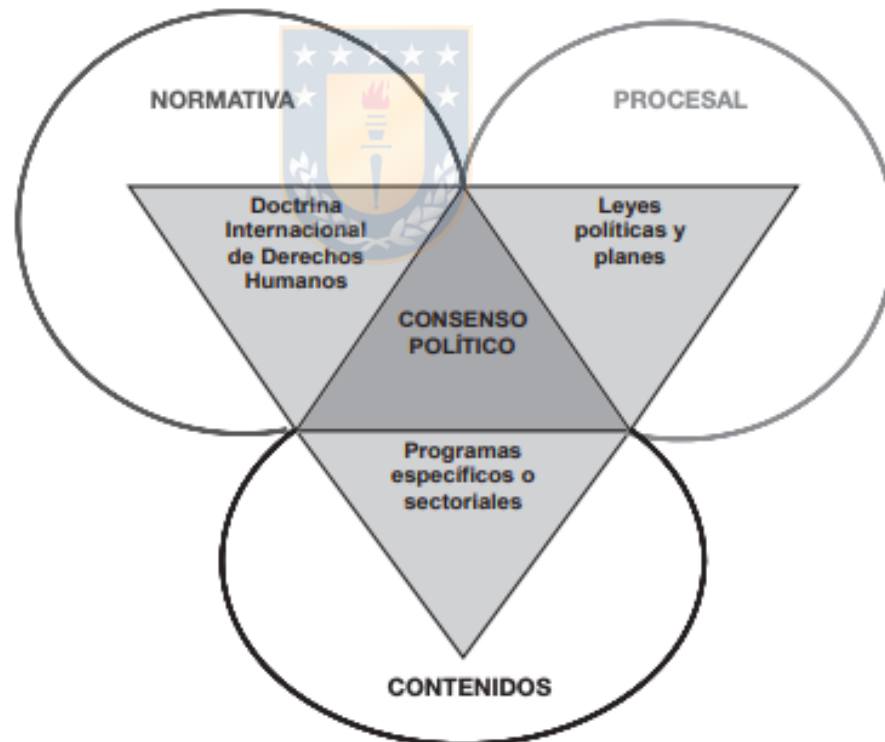 NORMATIVA
PROCESAL
Doctrina
Internacional
de Derechos
Humanos
Leyes
políticas y
planes
CONSENSO
POLÍTICO
Programas
específicos o
sectoriales
CONTENIDOS